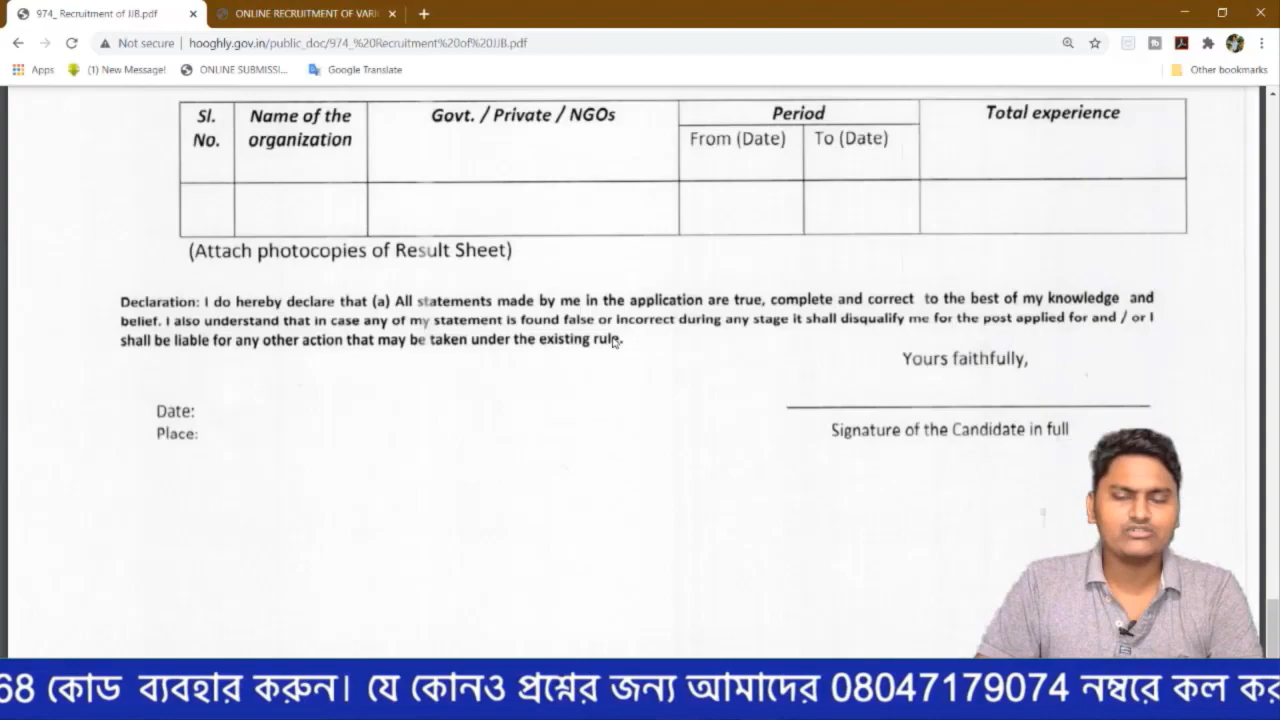 974_ Recruitment of JJB.pdf
ONLINE RECRUITMENT OF VARI
Not secure | hooghly.gov.in/public_doc/974_%20Recruitment%20of%20JJB.pdf
Apps
(1) New Message!
ONLINE SUBMISSI...
Google Translate
Other bookmarks
Sl. No.
Name of the organization
Govt. / Private / NGOs
Period
From (Date)
To (Date)
Total experience
(Attach photocopies of Result Sheet)
Declaration: I do hereby declare that (a) All statements made by me in the application are true, complete and correct to the best of my knowledge and
belief. I also understand that in case any of my statement is found false or incorrect during any stage it shall disqualify me for the post applied for and / or I
shall be liable for any other action that may be taken under the existing rule.
Yours faithfully,
Date:
Place:
Signature of the Candidate in full
68 কোড ব্যবহার করুন। যে কোনও প্রশ্নের জন্য আমাদের 08047179074 নম্বরে কল কর